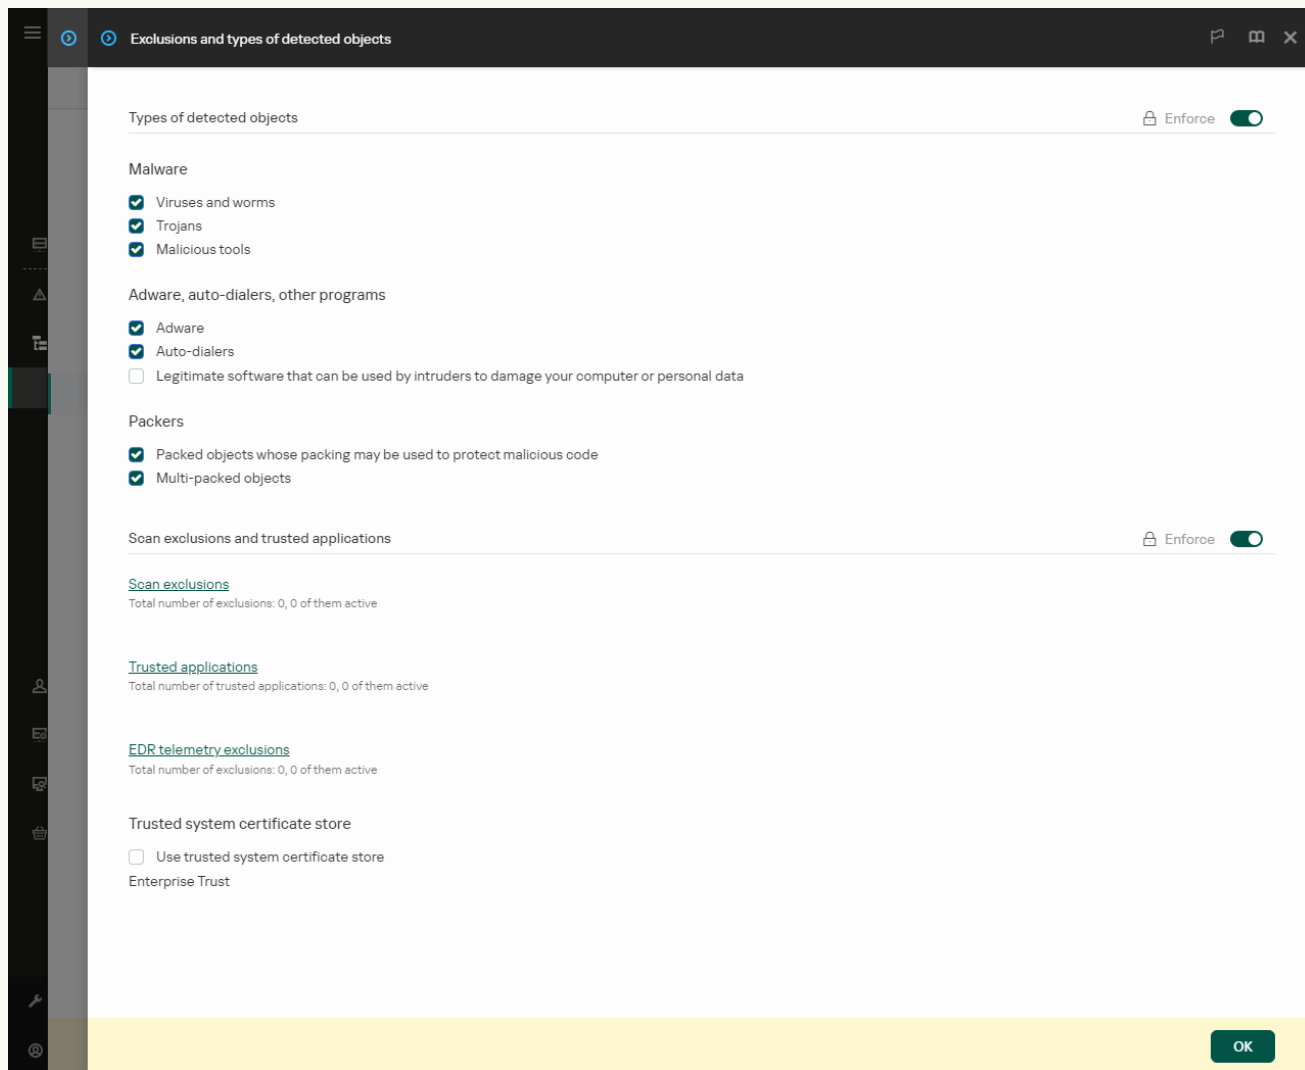 Exclusions and types of detected objects
Types of detected objects
Enforce
Malware
Viruses and worms
Trojans
Malicious tools
Adware, auto-dialers, other programs
Adware
Auto-dialers
Legitimate software that can be used by intruders to damage your computer or personal data
Packers
Packed objects whose packing may be used to protect malicious code
Multi-packed objects
Scan exclusions and trusted applications
Enforce
Scan exclusions
Total number of exclusions: 0, 0 of them active
Trusted applications
Total number of trusted applications: 0, 0 of them active
EDR telemetry exclusions
Total number of exclusions: 0, 0 of them active
Trusted system certificate store
Use trusted system certificate store
Enterprise Trust
OK